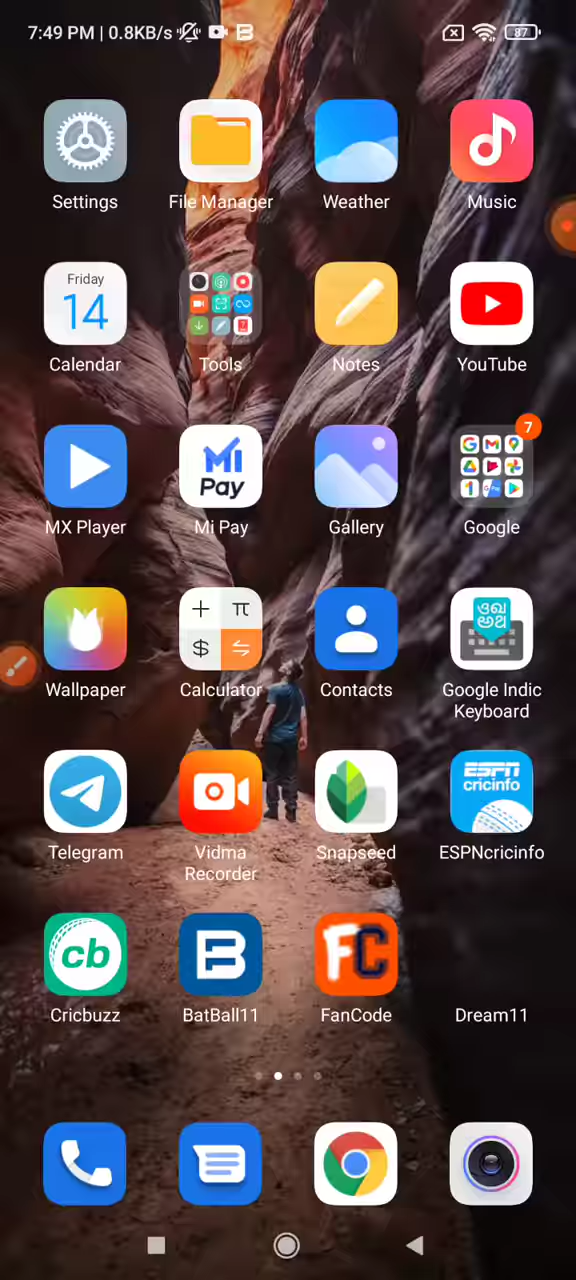 7:49 PM | 0.8KB/s
87
Settings
File Manager
Weather
Music
Friday
14
Calendar
Tools
Notes
YouTube
MX Player
Mi
Pay
Mi Pay
Gallery
7
Google
Wallpaper
+ π
$
Calculator
Contacts
Google Indic
Keyboard
Telegram
Vidma
Recorder
Snapseed
ESPN
cricinfo
ESPNcricinfo
cb
Cricbuzz
B
BatBall11
FC
FanCode
Dream11